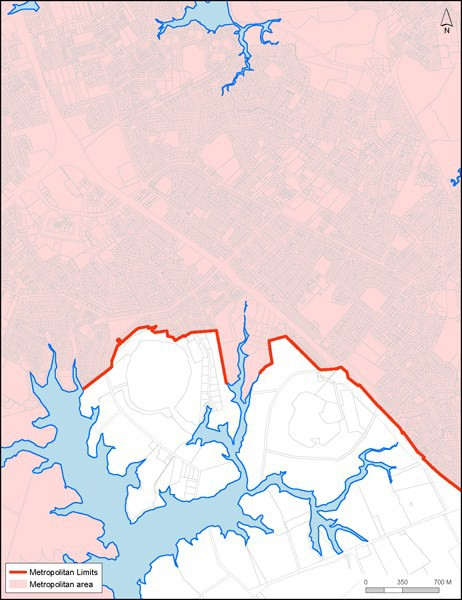 N
Metropolitan Limits
Metropolitan area
0 350 700 M